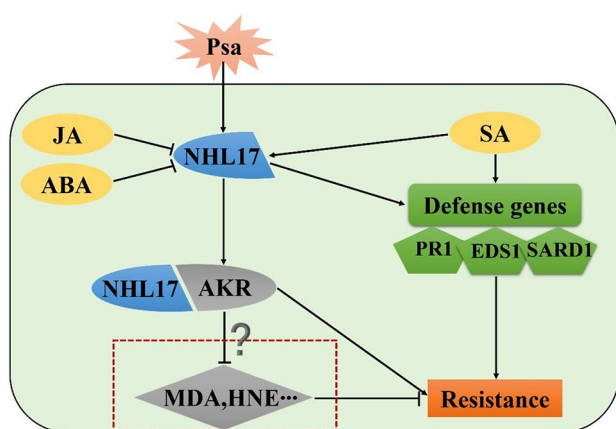 Psa
JA
SA
NHL17
ABA
Defense genes
PR1
EDS1
SARD1
NHL17
AKR
?
MDA,HNE···
Resistance